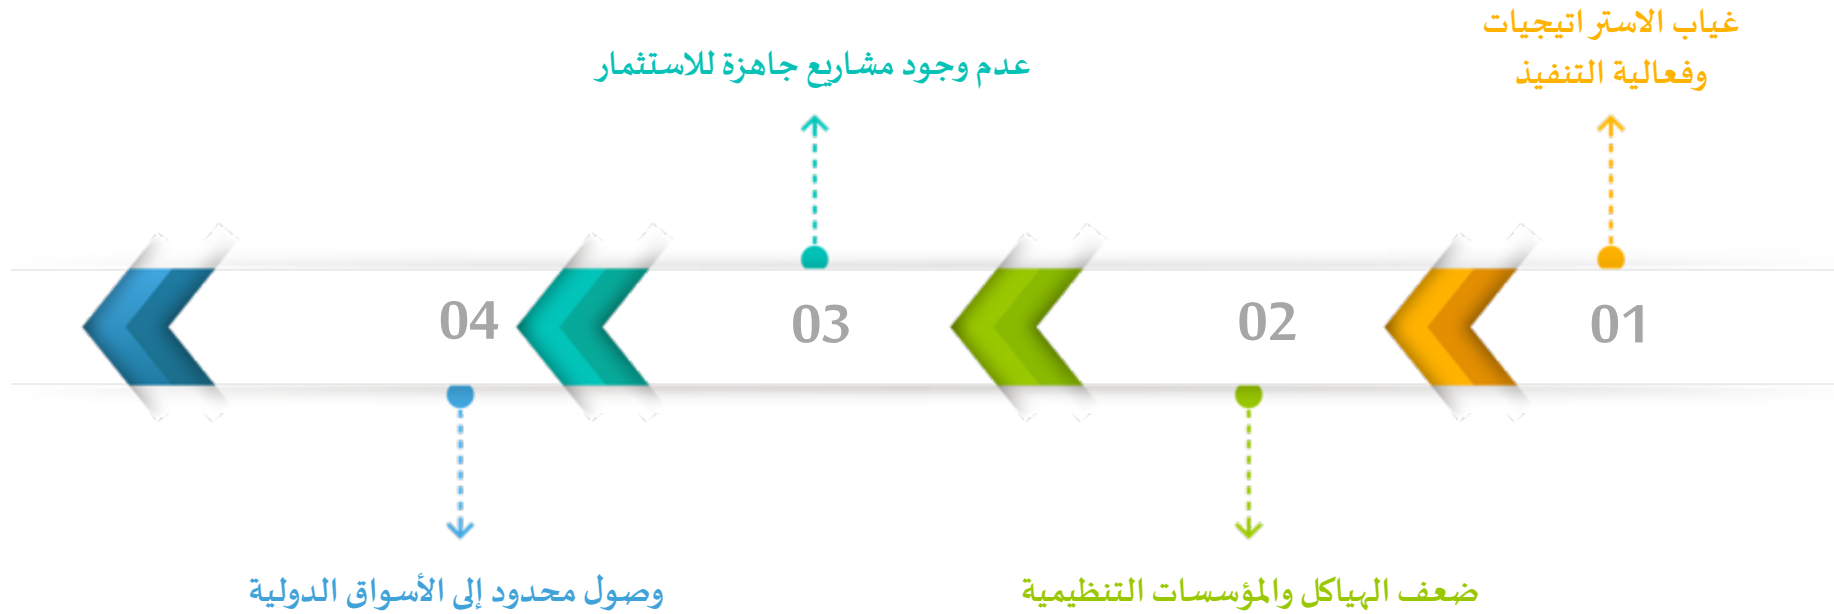 غياب الاستراتيجيات
وفعالية التنفيذ
01
02
ضعف الهياكل والمؤسسات التنظيمية
عدم وجود مشاريع جاهزة للاستثمار
03
04
وصول محدود إلى الأسواق الدولية